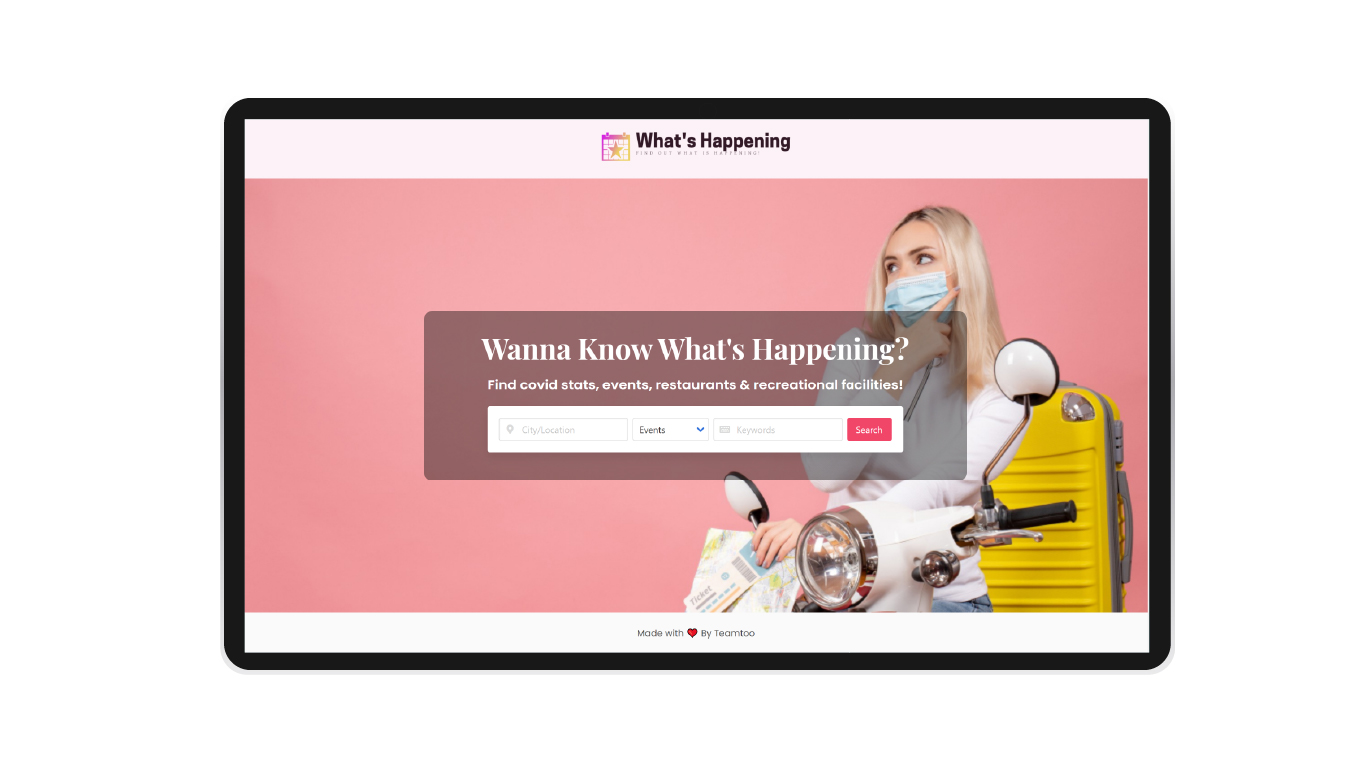 What's Happening
FIND OUT WHAT IS HAPPENING!
Wanna Know What's Happening?
Find covid stats, events, restaurants & recreational facilities!
City/Location
Events
Keywords
Search
Ticket
Made with ❤ By Teamtoo